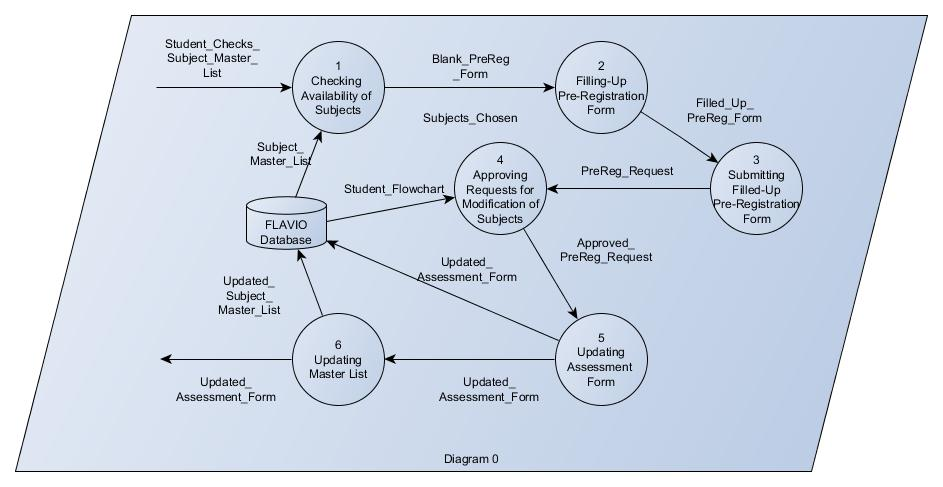 Student_Checks_
Subject_Master_
List
1
Checking
Availability of
Subjects
Blank_PreReg
_Form
2
Filling-Up
Pre-Registration
Form
Subjects_Chosen
Filled_Up_
PreReg_Form
Subject_
Master_List
4
Approving
Requests for
Modification of
Subjects
PreReg_Request
3
Submitting
Filled-Up
Pre-Registration
Form
Student_Flowchart
FLAVIO
Database
Approved_
PreReg_Request
Updated_
Assessment_Form
Updated_
Subject_
Master_List
6
Updating
Master List
5
Updating
Assessment
Form
Updated_
Assessment_Form
Updated_
Assessment_Form
Diagram 0